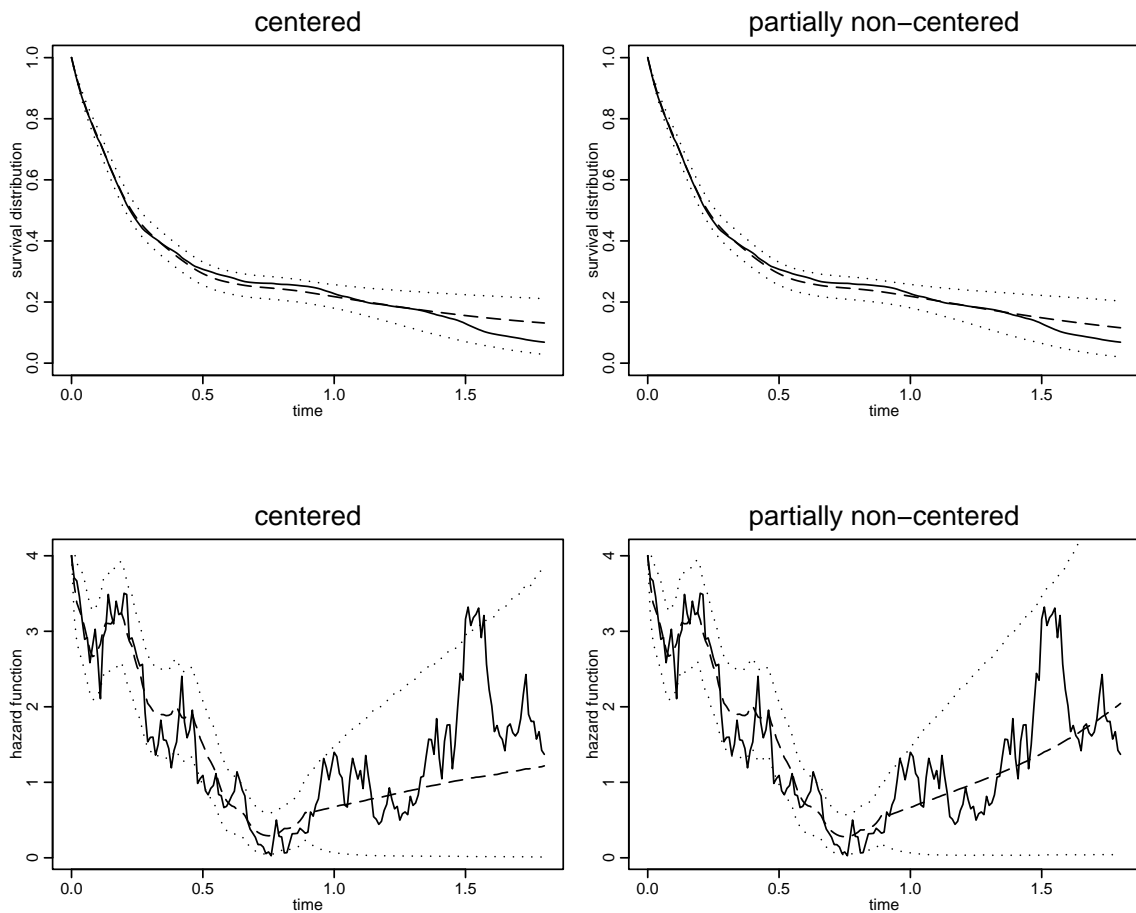 centered
survival distribution
1.0
0.8
0.6
0.4
0.2
0.0
0.0 0.5 1.0 1.5
time
partially non−centered
survival distribution
1.0
0.8
0.6
0.4
0.2
0.0
0.0 0.5 1.0 1.5
time
centered
hazard function
4
3
2
1
0
0.0 0.5 1.0 1.5
time
partially non−centered
hazard function
4
3
2
1
0
0.0 0.5 1.0 1.5
time